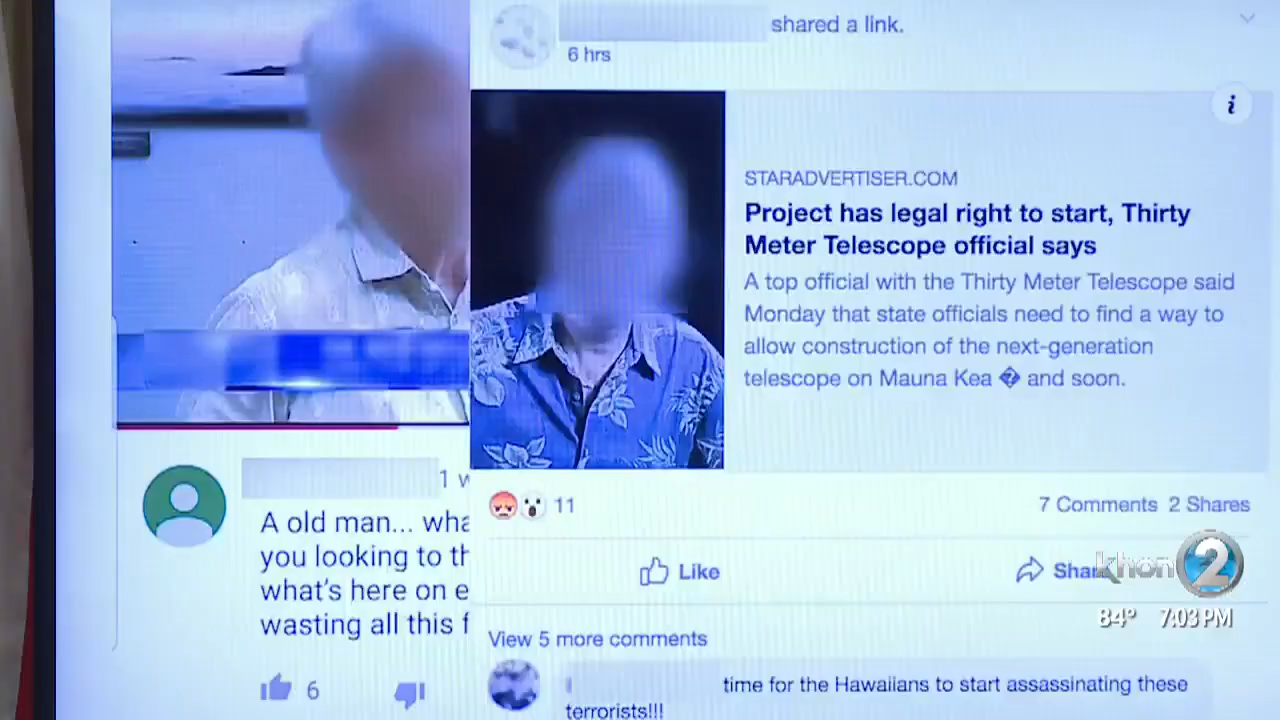 shared a link.
6 hrs
i
STARADVERTISER.COM
Project has legal right to start, Thirty
Meter Telescope official says
A top official with the Thirty Meter Telescope said
Monday that state officials need to find a way to
allow construction of the next-generation
telescope on Mauna Kea � and soon.
11
7 Comments 2 Shares
Like
Shar
View 5 more comments
time for the Hawaiians to start assassinating these
terrorists!!!
1 w
A old man... wha
you looking to th
what's here on e
wasting all this f
6
khon 2
84° 7:03 PM